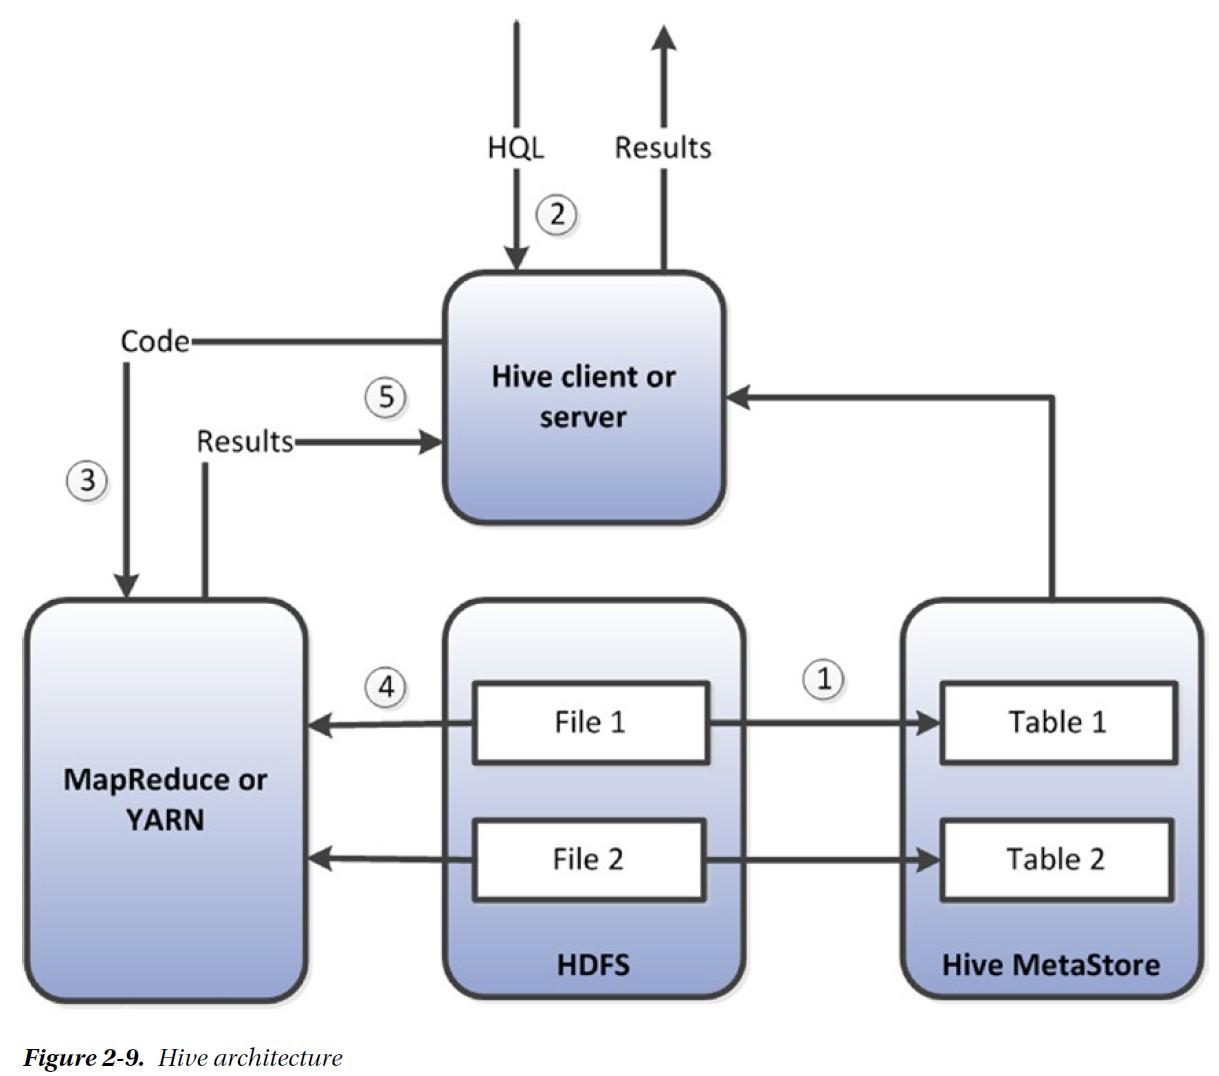 HQL
Results
2
Code
Hive client or
server
5
Results
3
4
1
File 1
Table 1
MapReduce or
YARN
File 2
Table 2
HDFS
Hive MetaStore
Figure 2-9. Hive architecture